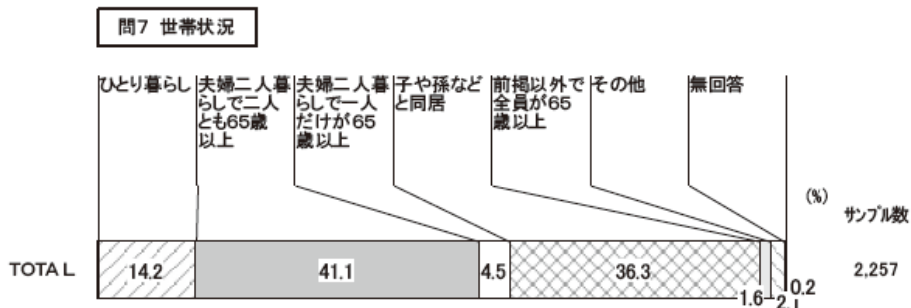 問7 世帯状況
ひとり暮らし
夫婦二人暮
らしで二人
とも65歳
以上
夫婦二人暮
らしで一人
だけが65
歳以上
子や孫など
と同居
前掲以外で
全員が65
歳以上
その他
無回答
(%)
サンプル数
TOTAL
14.2
41.1
4.5
36.3
1.6
2.1
0.2
2,257